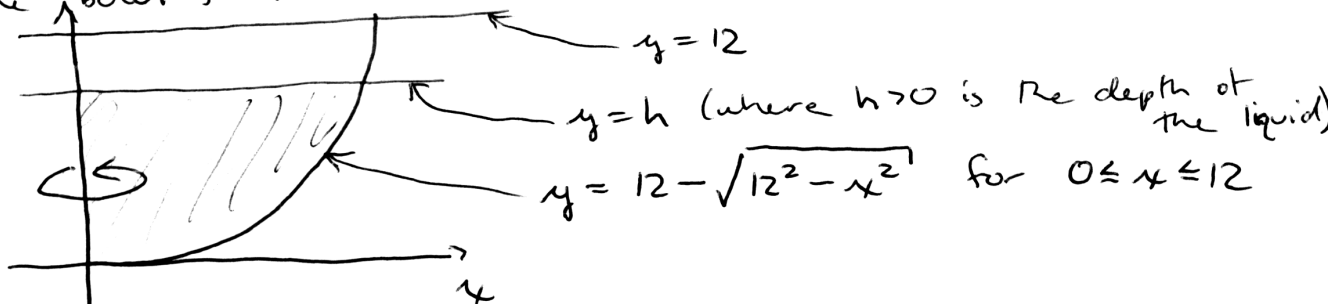 y = 12
y = h (where h>0 is the depth of
the liquid)
y = 12 - √(12² - x²) for 0 ≤ x ≤ 12
x